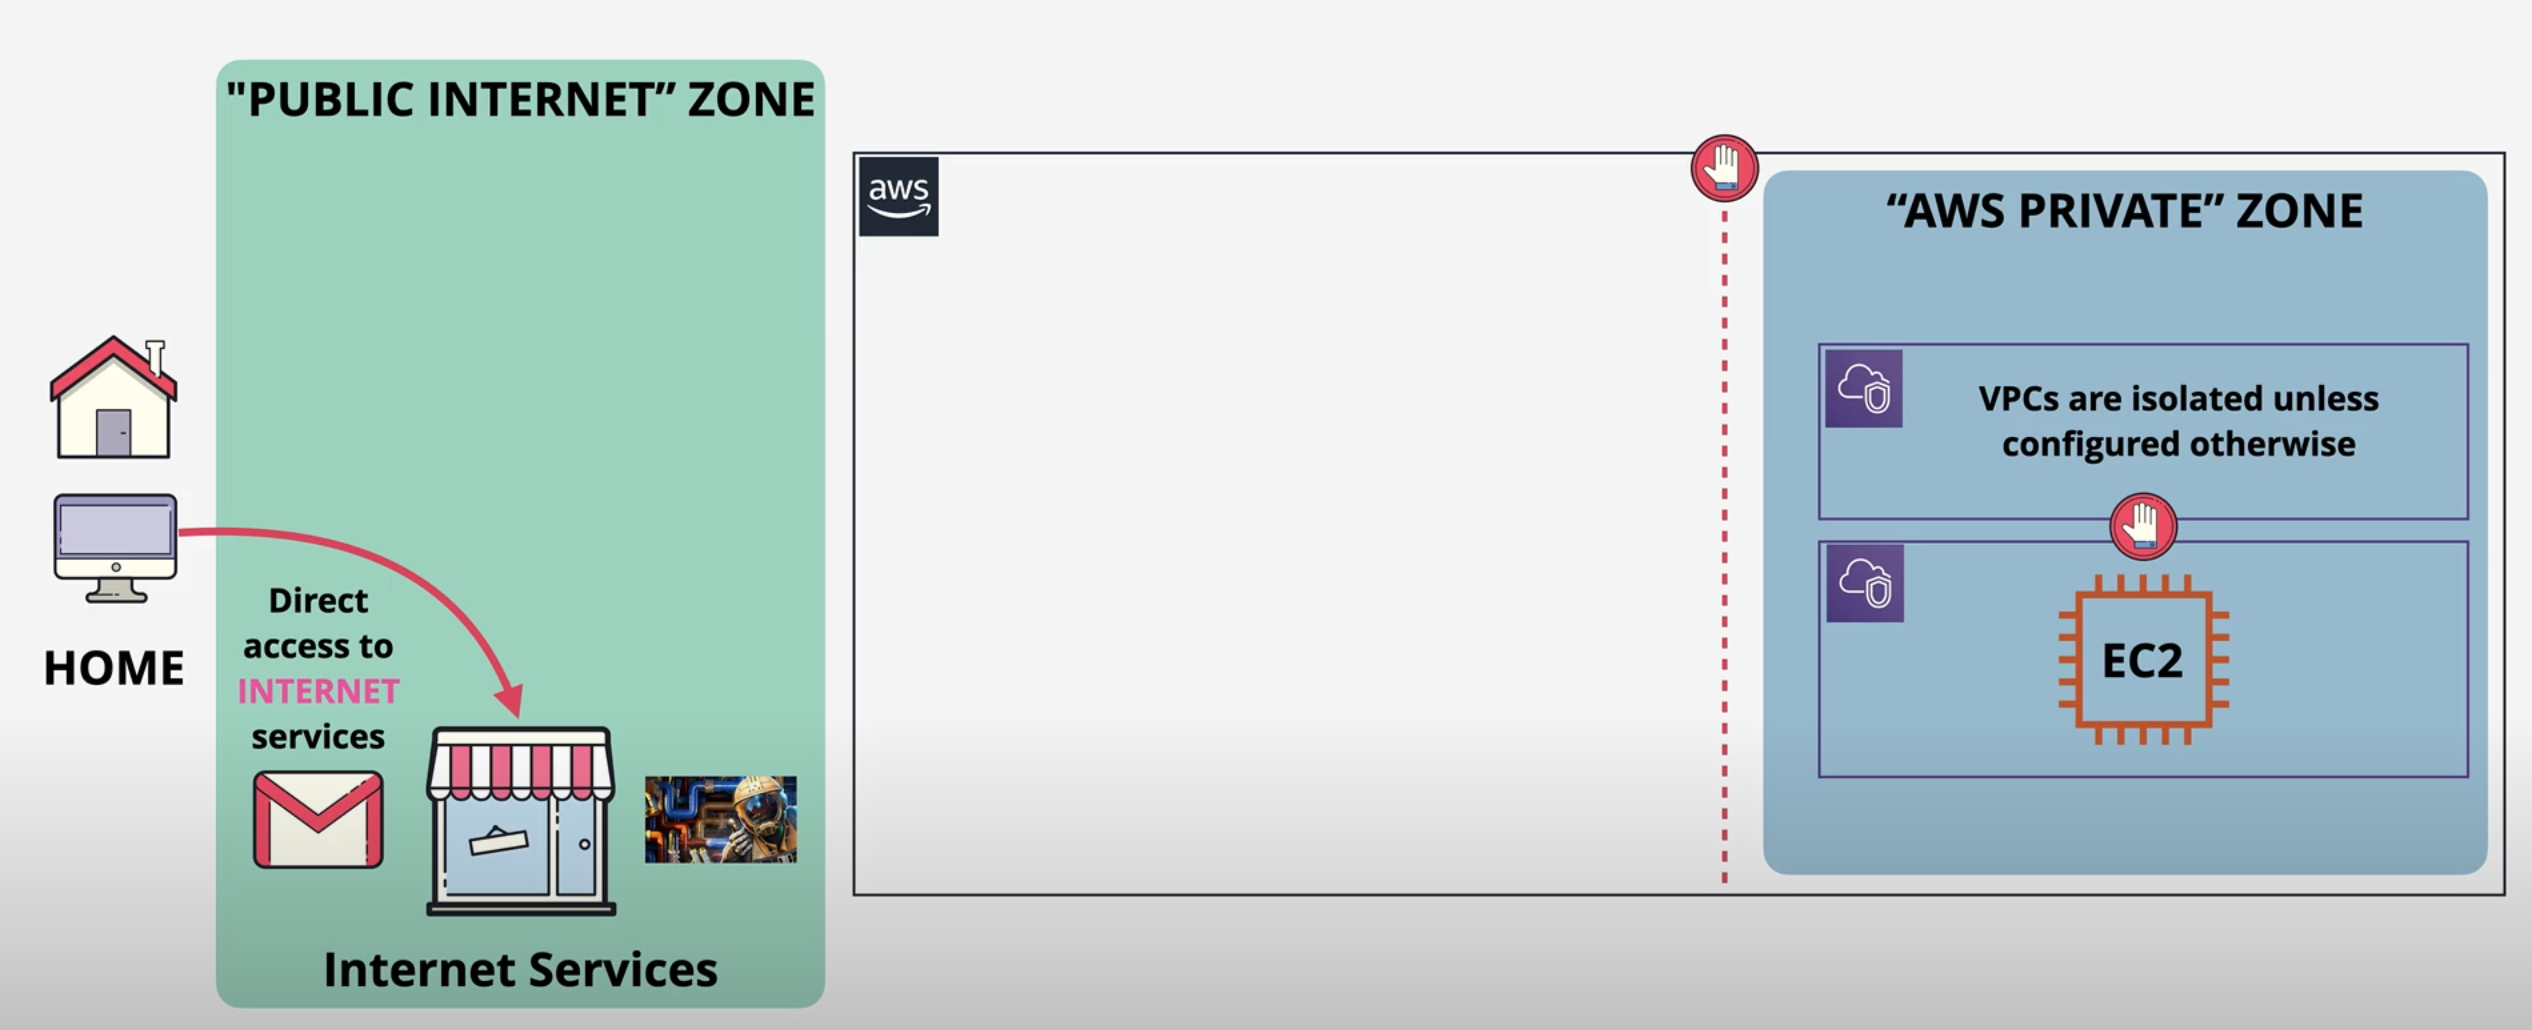 "PUBLIC INTERNET” ZONE
aws
“AWS PRIVATE” ZONE
VPCs are isolated unless
configured otherwise
EC2
HOME
Direct
access to
INTERNET
services
Internet Services